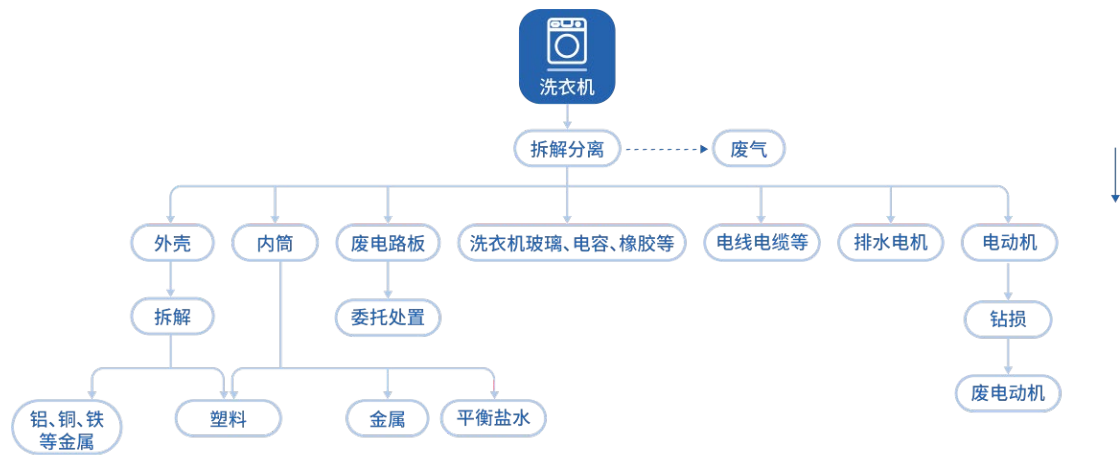 洗衣机
拆解分离
废气
外壳
内筒
废电路板
洗衣机玻璃、电容、橡胶等
电线电缆等
排水电机
电动机
拆解
委托处置
钻损
废电动机
铝、铜、铁
等金属
塑料
金属
平衡盐水